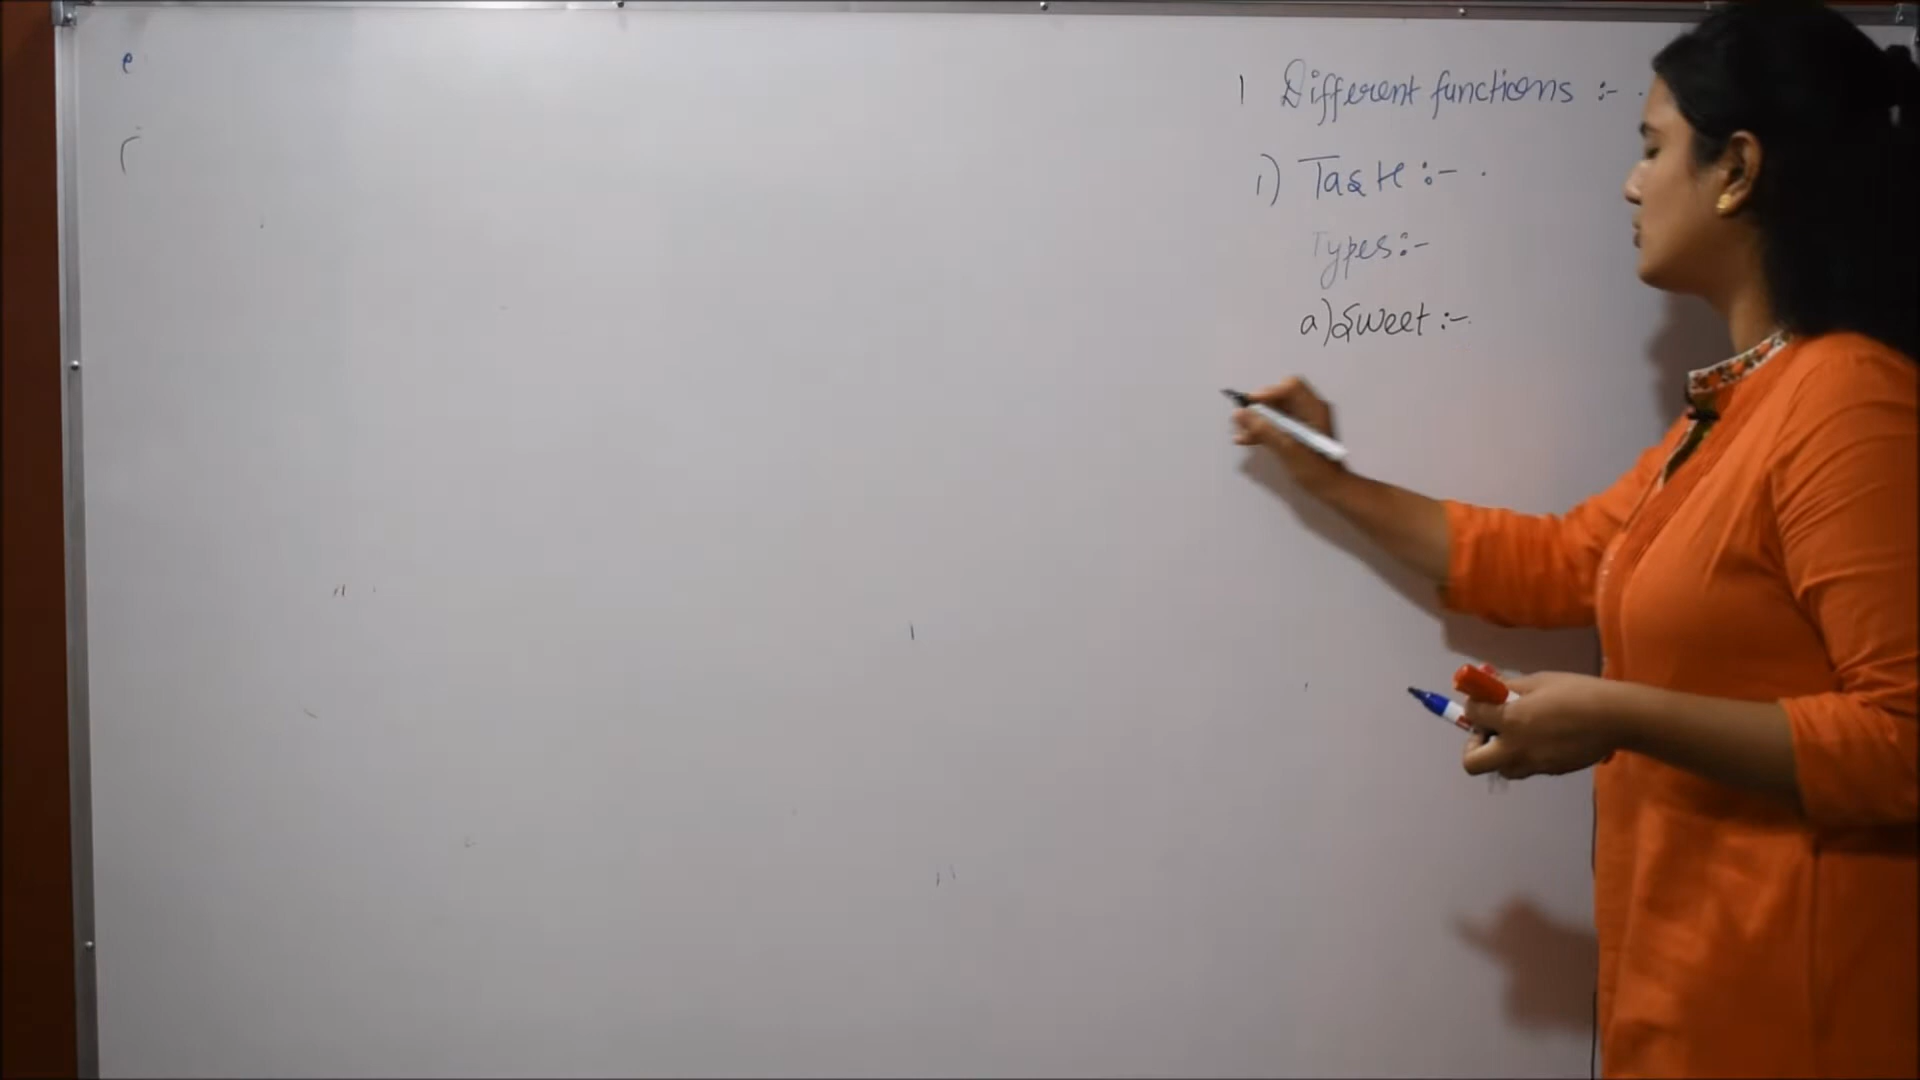 Different functions :-
1) Taste :-
Types:-
a) Sweet :-